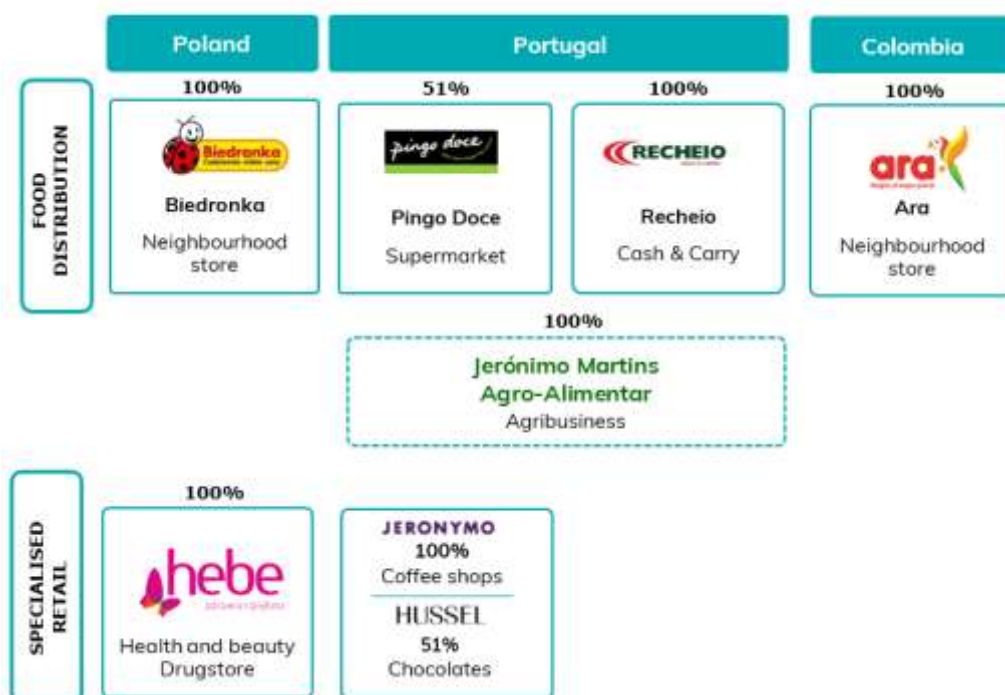 Poland
Portugal
Colombia
FOOD
DISTRIBUTION
100%
Biedronka
Biedronka
Neighbourhood
store
51%
pingo doce
Pingo Doce
Supermarket
100%
RECHEIO
Recheio
Cash & Carry
100%
ara
Ara
Neighbourhood
store
100%
Jerónimo Martins
Agro-Alimentar
Agribusiness
SPECIALISED
RETAIL
100%
hebe
Health and beauty
Drugstore
JERONYMO
100%
Coffee shops
HUSSEL
51%
Chocolates